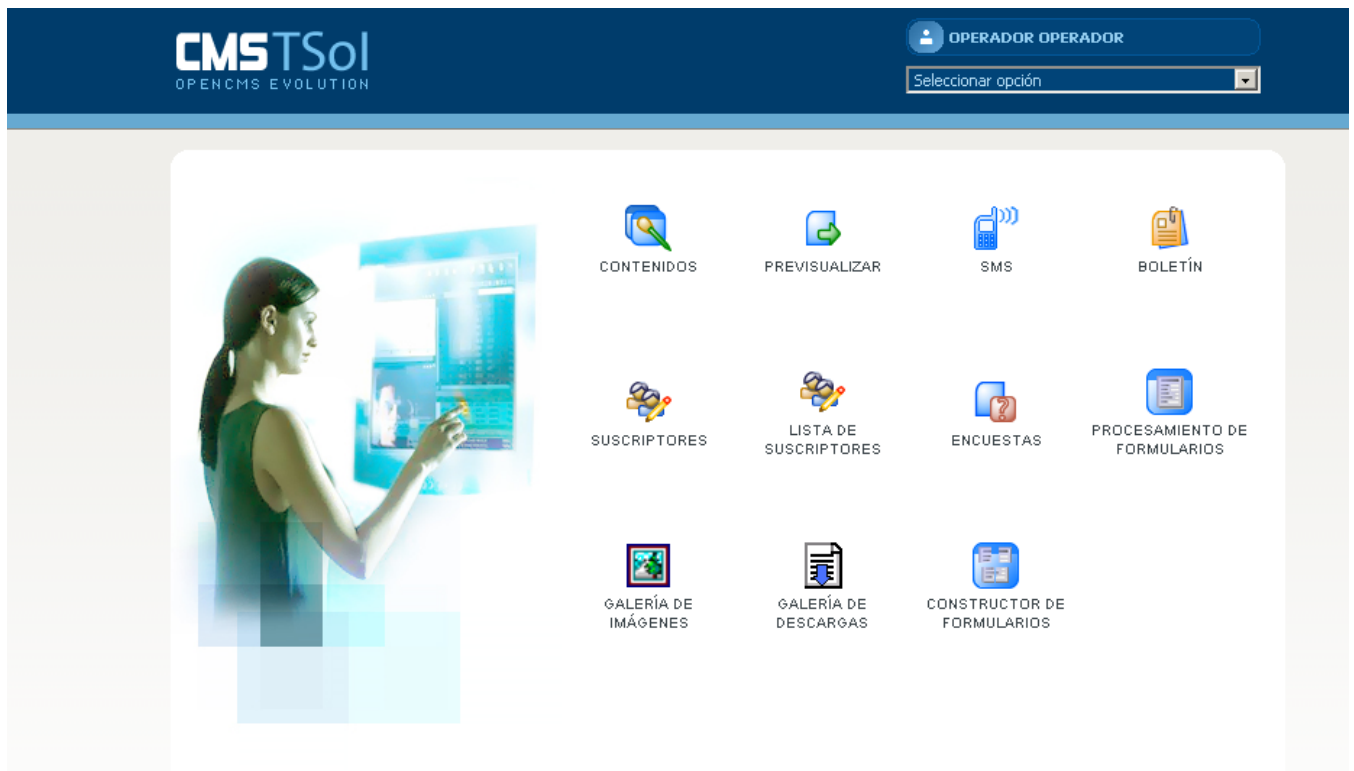 CMSTSol
OPENCMS EVOLUTION
OPERADOR OPERADOR
Seleccionar opción
CONTENIDOS
PREVISUALIZAR
SMS
BOLETÍN
SUSCRIPTORES
LISTA DE
SUSCRIPTORES
ENCUESTAS
PROCESAMIENTO DE
FORMULARIOS
GALERÍA DE
IMÁGENES
GALERÍA DE
DESCARGAS
CONSTRUCTOR DE
FORMULARIOS